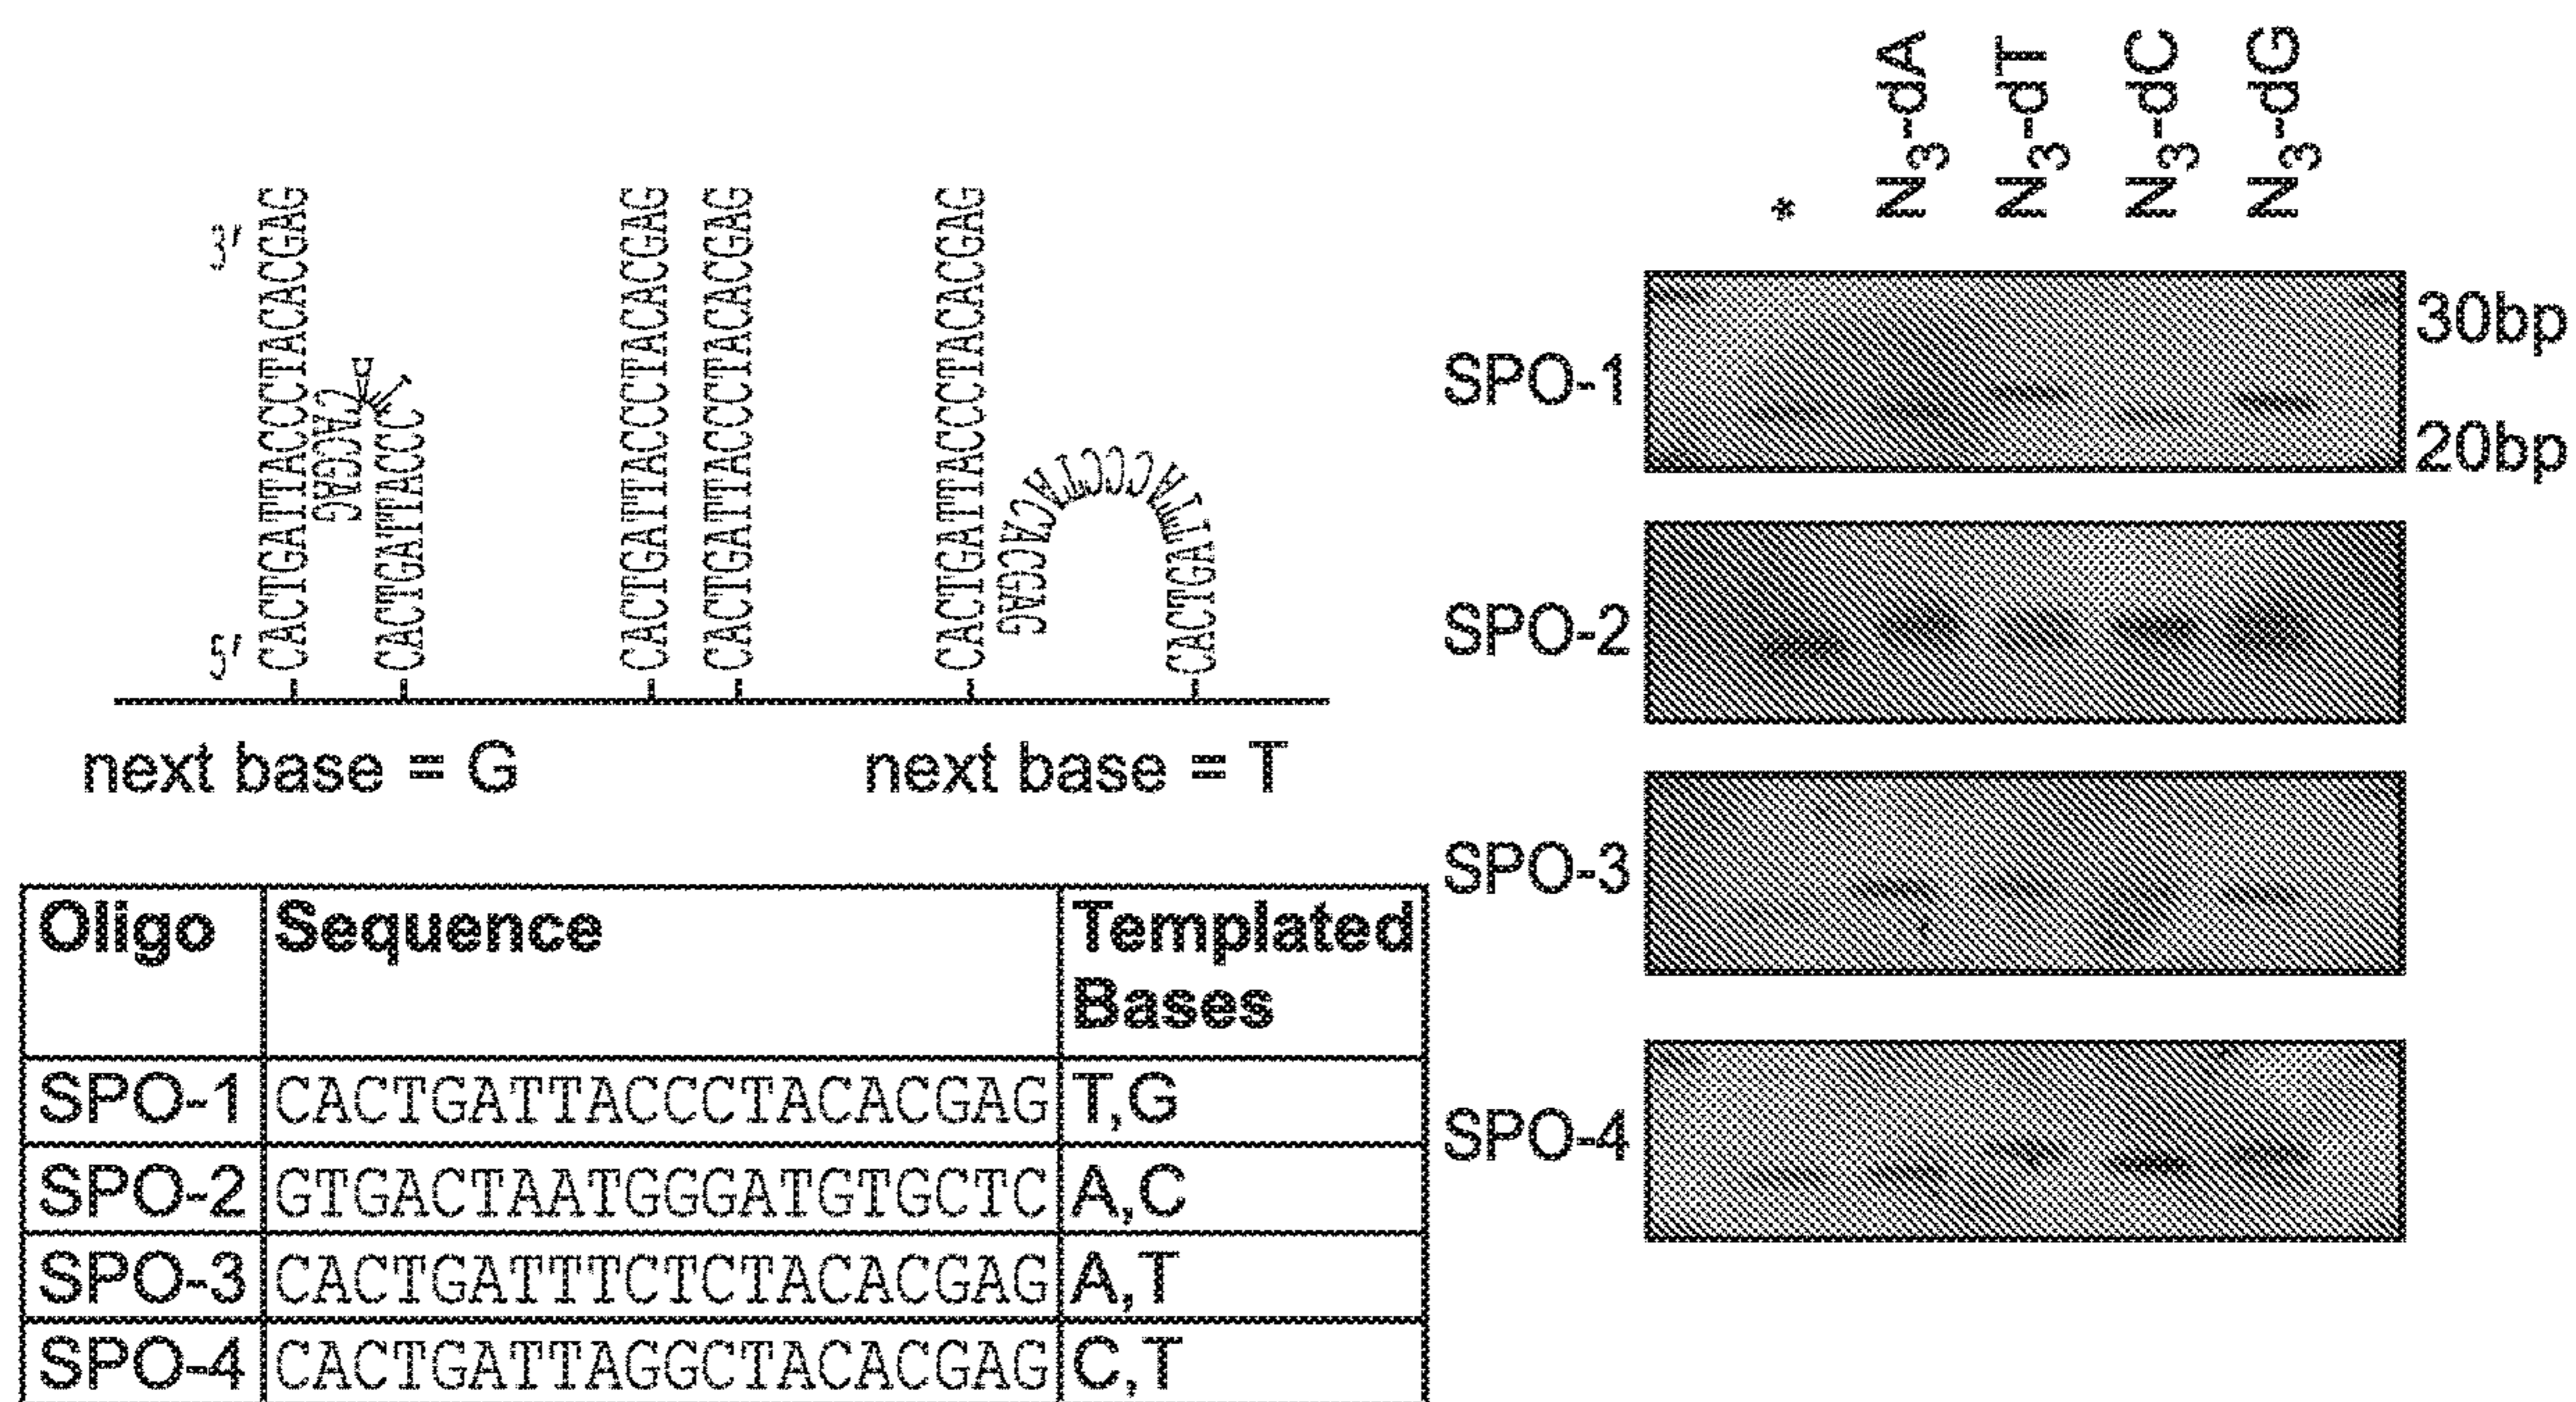 3'
5'
CACTGATTACCCTACACGAG
CACTGATTACCC
CACGAG
CACTGATTACCCTACACGAG
CACTGATTACCCTACACGAG
CACTGATTACCCTACACGAG
CACTGATTACCCTACACGAG
next base = G
next base = T
Oligo Sequence Templated Bases
SPO-1 CACTGATTACCCTACACGAG T,G
SPO-2 GTGACTAATGGGATGTGCTC A,C
SPO-3 CACTGATTTCTCTACACGAG A,T
SPO-4 CACTGATTAGGCTACACGAG C,T
* N3-dA N3-dT N3-dC N3-dG
SPO-1
30bp
20bp
SPO-2
SPO-3
SPO-4